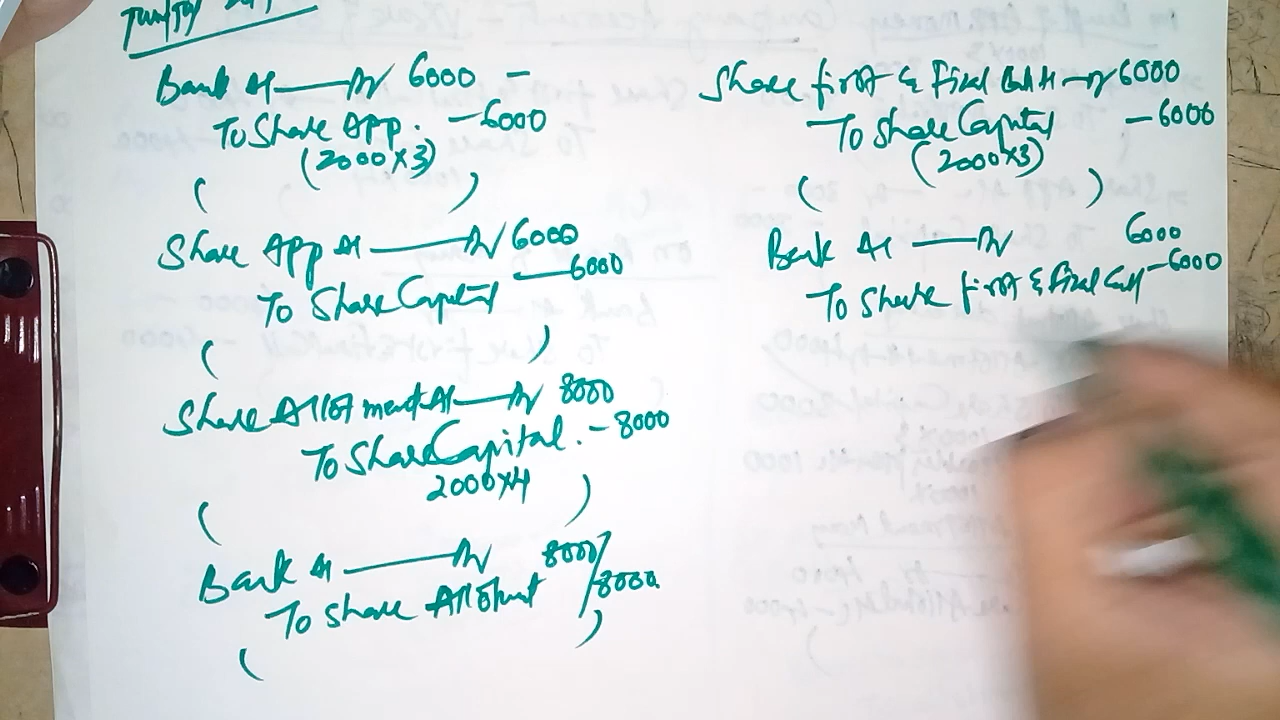 Bank A/c —— Dr 6000 –
To Share App. – 6000
(2000×3)
( )
Share App A/c —— Dr 6000
To Share Capital — 6000
( )
Share Allotment A/c —— Dr 8000
To Share Capital. – 8000
2000×4
( )
Bank A/c —— Dr 8000/
To Share Allotment /8000
( )
Share first & final Call A/c — Dr 6000
To Share Capital – 6000
(2000×3)
( )
Bank A/c —— Dr 6000
To Share first & final Call – 6000